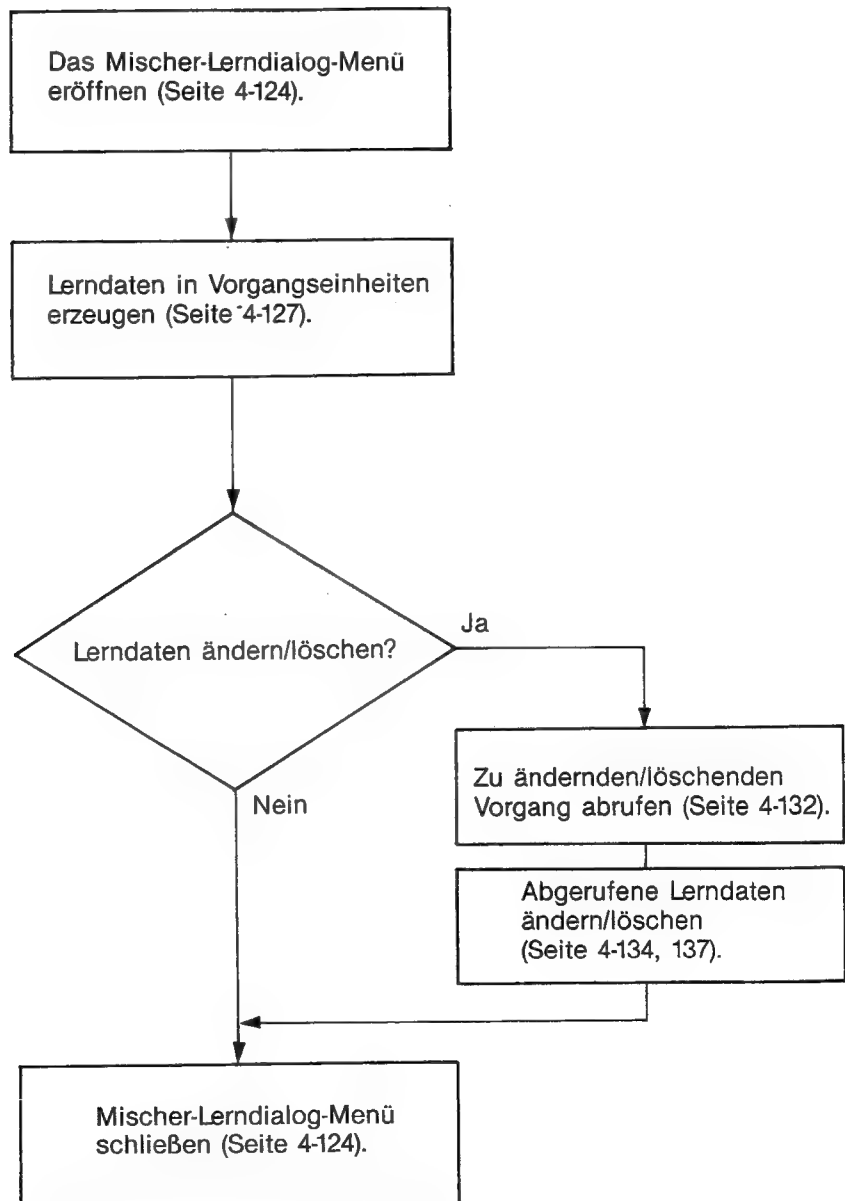 Das Mischer-Lerndialog-Menü
eröffnen (Seite 4-124).
Lerndaten in Vorgangseinheiten
erzeugen (Seite 4-127).
Lerndaten ändern/löschen?
Ja
Nein
Zu ändernden/löschenden
Vorgang abrufen (Seite 4-132).
Abgerufene Lerndaten
ändern/löschen
(Seite 4-134, 137).
Mischer-Lerndialog-Menü
schließen (Seite 4-124).